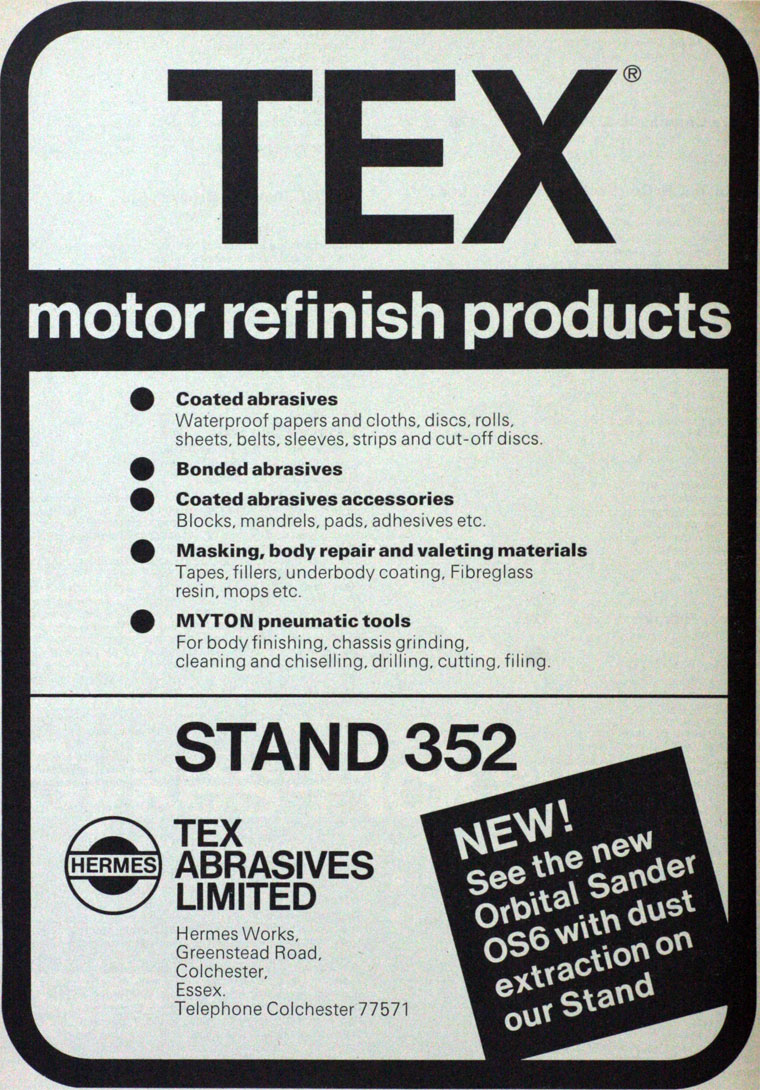 TEX®
motor refinish products
Coated abrasives
Waterproof papers and cloths, discs, rolls,
sheets, belts, sleeves, strips and cut-off discs.
Bonded abrasives
Coated abrasives accessories
Blocks, mandrels, pads, adhesives etc.
Masking, body repair and valeting materials
Tapes, fillers, underbody coating, Fibreglass
resin, mops etc.
MYTON pneumatic tools
For body finishing, chassis grinding,
cleaning and chiselling, drilling, cutting, filing.
STAND 352
HERMES
TEX
ABRASIVES
LIMITED
Hermes Works,
Greenstead Road,
Colchester,
Essex.
Telephone Colchester 77571
NEW!
See the new
Orbital Sander
OS6 with dust
extraction on
our Stand